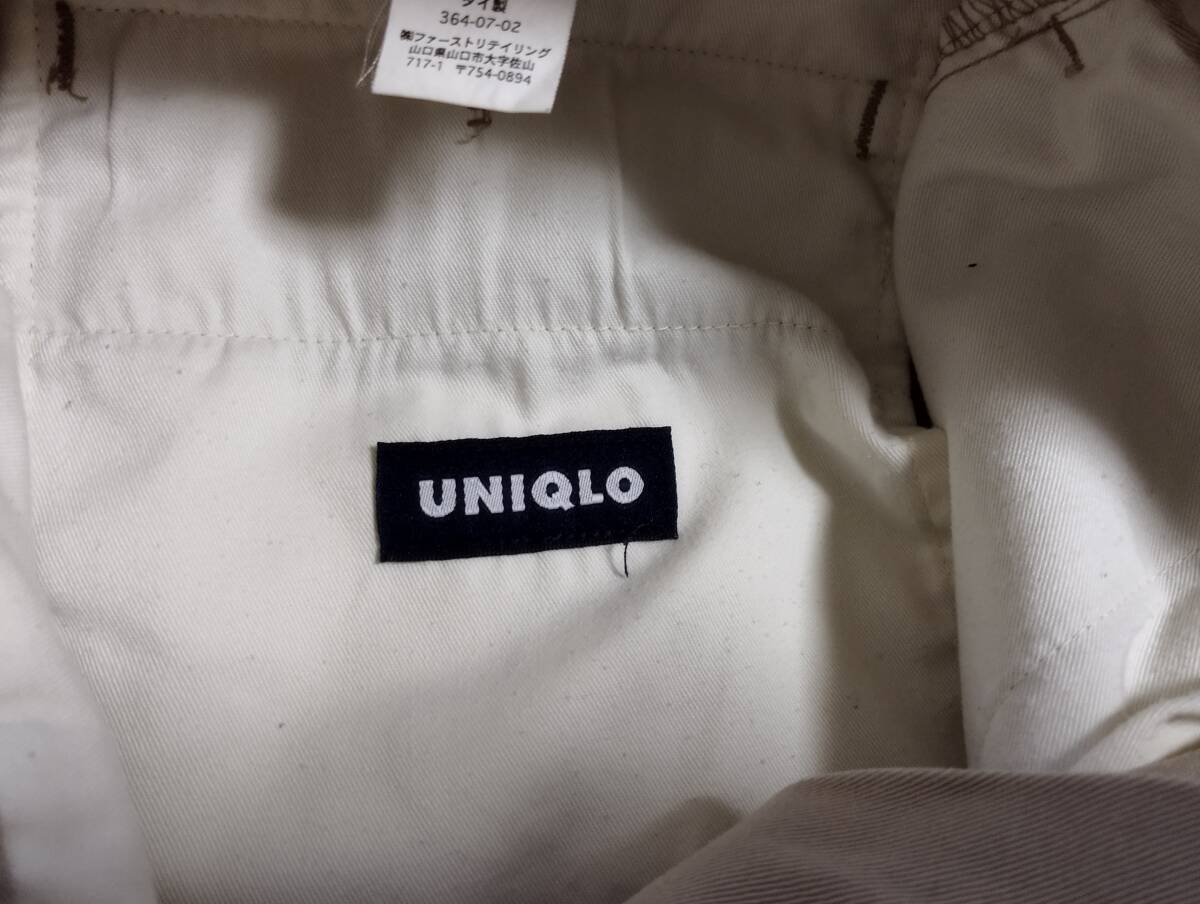 タイ製
364-07-02
㈱ファーストリテイリング
山口県山口市大字佐山
717-1 〒754-0894
UNIQLO